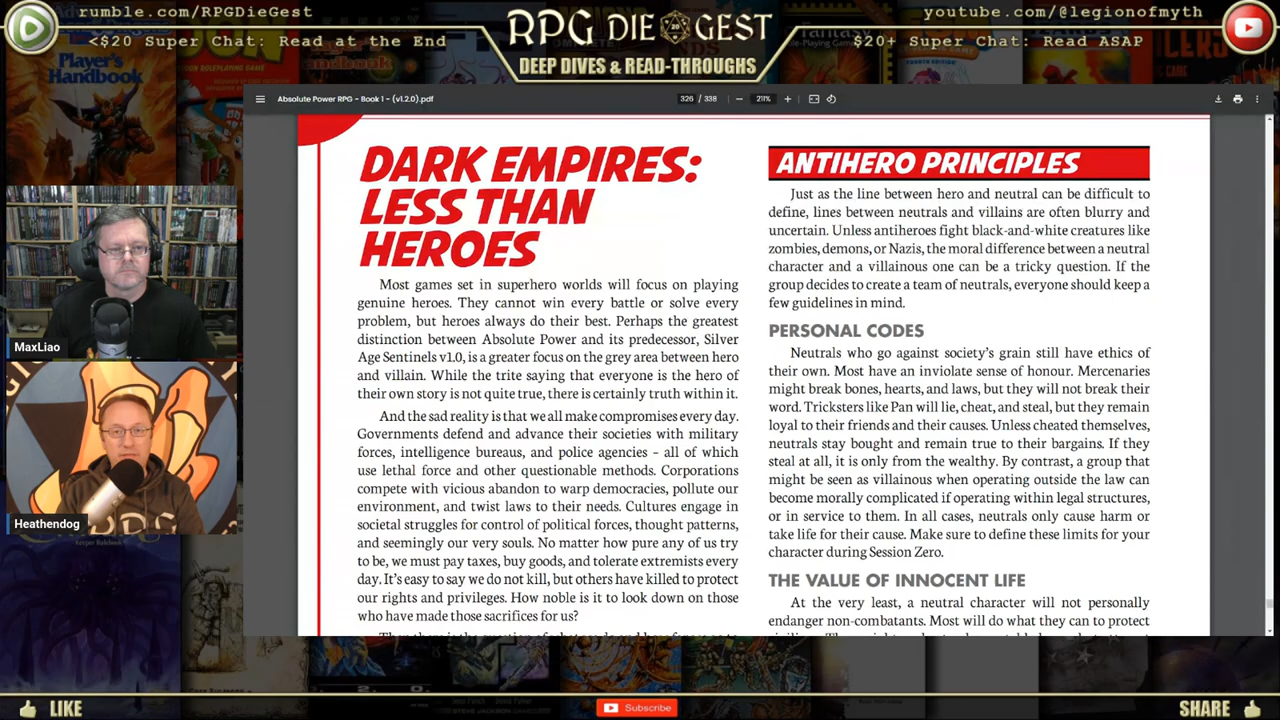 rumble.com/RPGDieGest
<$20 Super Chat: Read at the End
RPG DIE GEST
DEEP DIVES & READ-THROUGHS
youtube.com/@legionofmyth
$20+ Super Chat: Read ASAP
Player's
Handbook
Absolute Power RPG - Book 1 - (v1.2.0).pdf
326 / 338
211%
DARK EMPIRES:
LESS THAN
HEROES
Most games set in superhero worlds will focus on playing
genuine heroes. They cannot win every battle or solve every
problem, but heroes always do their best. Perhaps the greatest
distinction between Absolute Power and its predecessor, Silver
Age Sentinels v1.0, is a greater focus on the grey area between hero
and villain. While the trite saying that everyone is the hero of
their own story is not quite true, there is certainly truth within it.
And the sad reality is that we all make compromises every day.
Governments defend and advance their societies with military
forces, intelligence bureaus, and police agencies – all of which
use lethal force and other questionable methods. Corporations
compete with vicious abandon to warp democracies, pollute our
environment, and twist laws to their needs. Cultures engage in
societal struggles for control of political forces, thought patterns,
and seemingly our very souls. No matter how pure any of us try
to be, we must pay taxes, buy goods, and tolerate extremists every
day. It's easy to say we do not kill, but others have killed to protect
our rights and privileges. How noble is it to look down on those
who have made those sacrifices for us?
ANTIHERO PRINCIPLES
Just as the line between hero and neutral can be difficult to
define, lines between neutrals and villains are often blurry and
uncertain. Unless antiheroes fight black-and-white creatures like
zombies, demons, or Nazis, the moral difference between a neutral
character and a villainous one can be a tricky question. If the
group decides to create a team of neutrals, everyone should keep a
few guidelines in mind.
PERSONAL CODES
Neutrals who go against society's grain still have ethics of
their own. Most have an inviolate sense of honour. Mercenaries
might break bones, hearts, and laws, but they will not break their
word. Tricksters like Pan will lie, cheat, and steal, but they remain
loyal to their friends and their causes. Unless cheated themselves,
neutrals stay bought and remain true to their bargains. If they
steal at all, it is only from the wealthy. By contrast, a group that
might be seen as villainous when operating outside the law can
become morally complicated if operating within legal structures,
or in service to them. In all cases, neutrals only cause harm or
take life for their cause. Make sure to define these limits for your
character during Session Zero.
THE VALUE OF INNOCENT LIFE
At the very least, a neutral character will not personally
endanger non-combatants. Most will do what they can to protect
MaxLiao
Heathendog
LIKE
Subscribe
SHARE